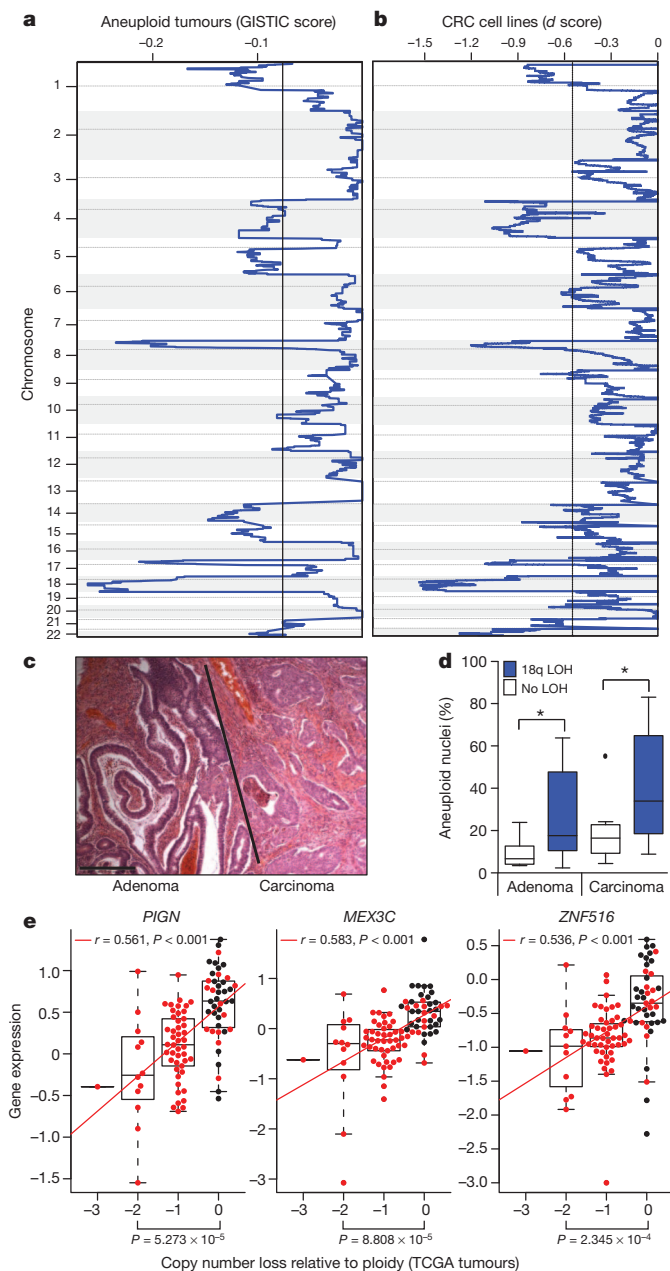 a Aneuploid tumours (GISTIC score)
−0.2 −0.1
b CRC cell lines (d score)
−1.5 −1.2 −0.9 −0.6 −0.3 0
Chromosome
1
2
3
4
5
6
7
8
9
10
11
12
13
14
15
16
17
18
19
20
21
22
c
Adenoma Carcinoma
d
18q LOH
No LOH
* *
Aneuploid nuclei (%)
100
80
60
40
20
0
Adenoma Carcinoma
e
Gene expression
PIGN
r = 0.561, P < 0.001
1.0
0.5
0
−0.5
−1.0
−1.5
−3 −2 −1 0
P = 5.273 × 10−5
MEX3C
r = 0.583, P < 0.001
2
0
−1
−2
−3
−3 −2 −1 0
P = 8.808 × 10−5
ZNF516
r = 0.536, P < 0.001
0.5
0
−0.5
−1.0
−1.5
−2.0
−2.5
−3.0
−3 −2 −1 0
P = 2.345 × 10−4
Copy number loss relative to ploidy (TCGA tumours)